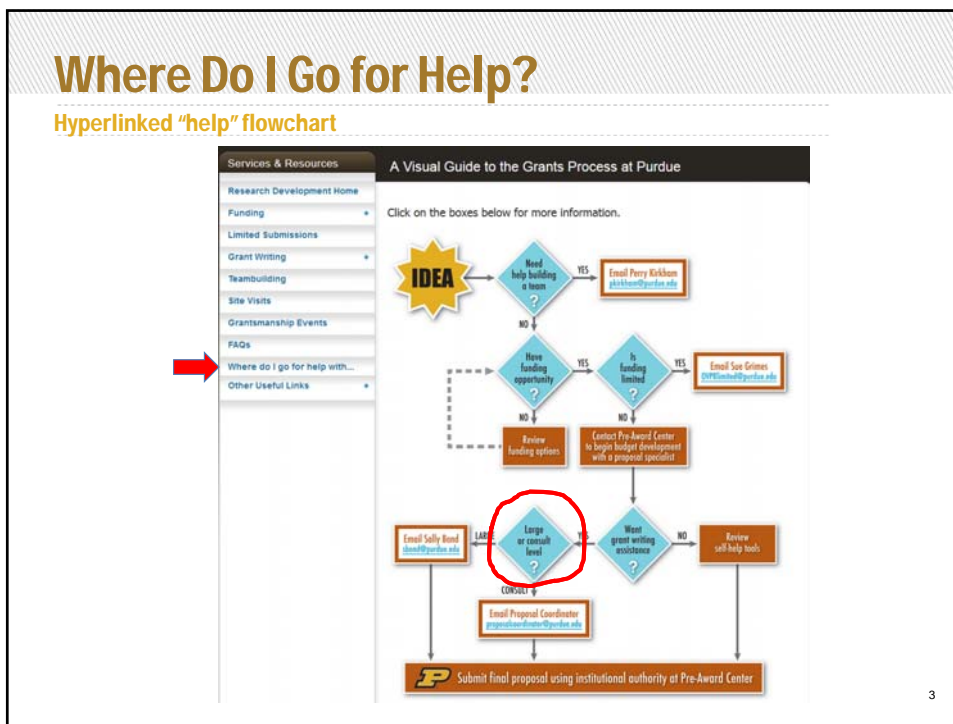 Where Do I Go for Help?
Hyperlinked “help” flowchart
Services & Resources
Research Development Home
Funding +
Limited Submissions
Grant Writing +
Teambuilding
Site Visits
Grantsmanship Events
FAQs
Where do I go for help with...
Other Useful Links +
A Visual Guide to the Grants Process at Purdue
Click on the boxes below for more information.
IDEA
Need
help building
a team
?
YES
Email Perry Kirkham
pkirkham@purdue.edu
NO
Have
funding
opportunity
?
YES
Is
funding
limited
?
YES
Email Sue Grimes
OVPRlimited@purdue.edu
NO
Review
funding options
NO
Contact Pre-Award Center
to begin budget development
with a proposal specialist
Email Sally Bond
sbond@purdue.edu
LARGE
Large
or consult
level
?
YES
Want
grant writing
assistance
?
NO
Review
self-help tools
CONSULT
Email Proposal Coordinator
proposalcoordinator@purdue.edu
P Submit final proposal using institutional authority at Pre-Award Center
3